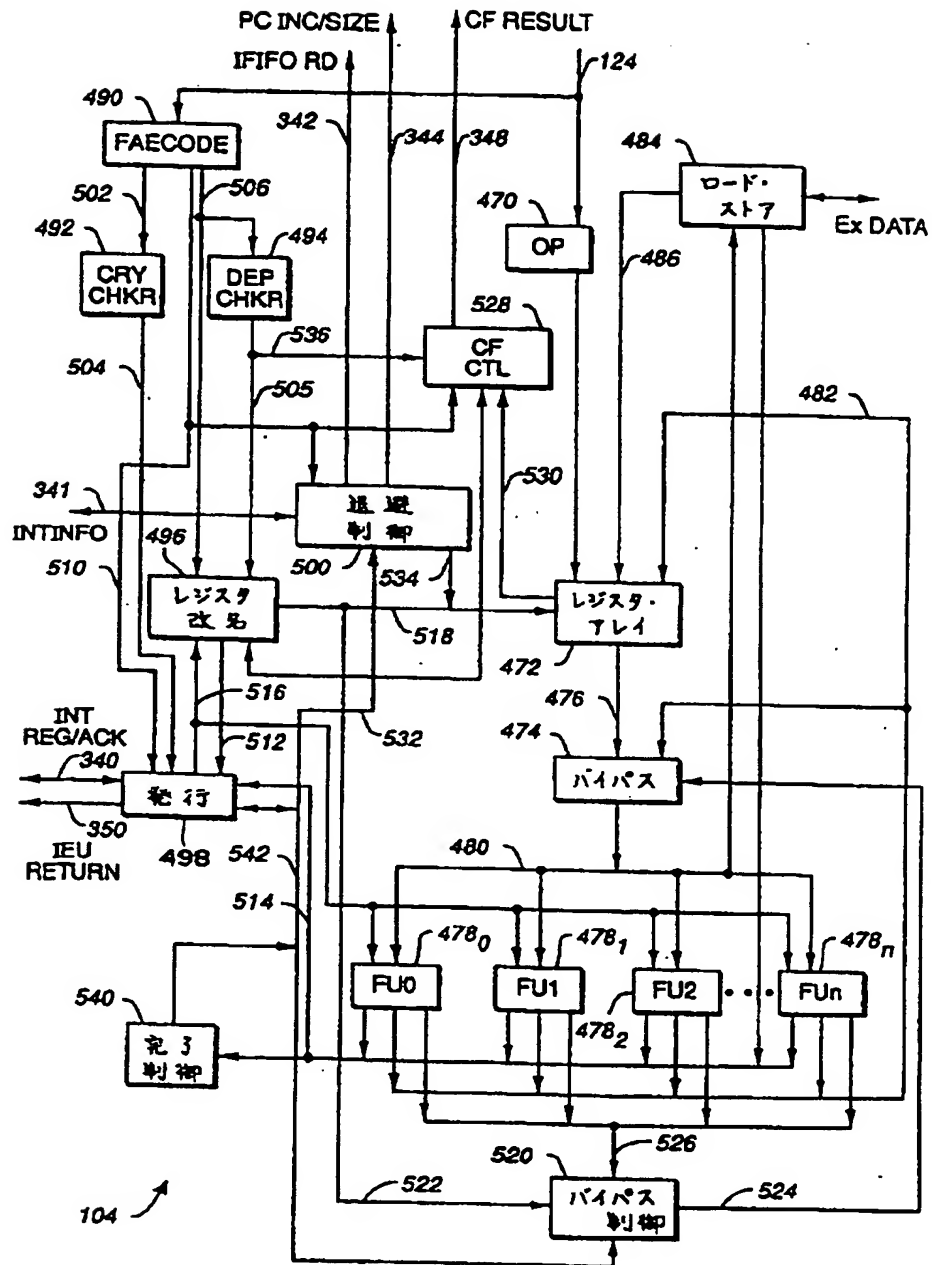 PC INC/SIZE
CF RESULT
IFIFO RD
124
490
FAECODE
342
344
348
484
ロード・
ストア
Ex DATA
502
506
492
494
470
OP
486
CRY
CHKR
DEP
CHKR
528
CF
CTL
536
504
505
482
341
INTINFO
530
退避
制御
496
500
534
510
レジスタ
改名
518
レジスタ・
アレイ
472
516
INT
REG/ACK
512
532
476
474
340
バイパス
発行
350
498
IEU
RETURN
542
480
514
478₀
478₁
478ₙ
FU0
FU1
FU2
FUn
540
478₂
完了
制御
520
526
522
バイパス
制御
524
104